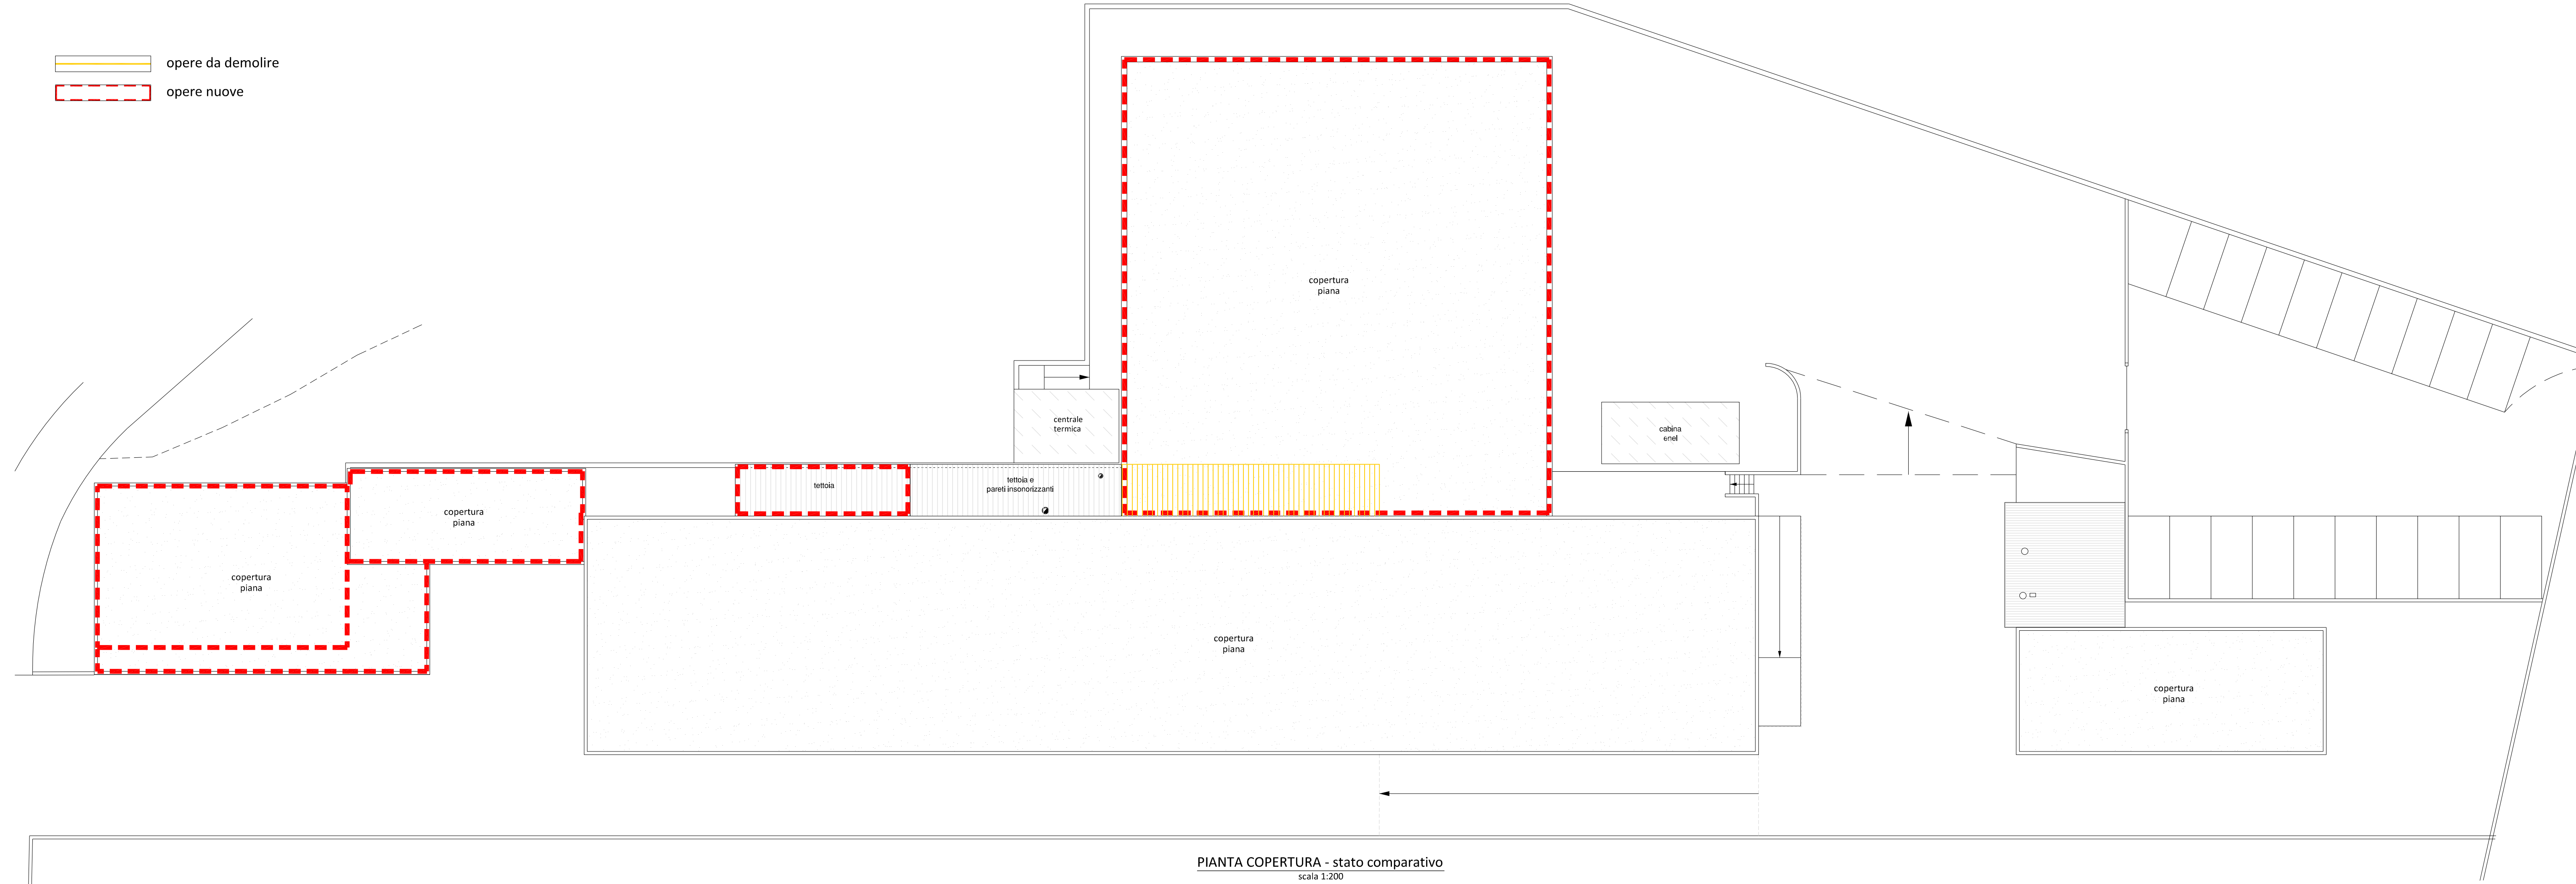 opere da demolire
opere nuove
copertura
piana
centrale
termica
cabina
enel
tettoia
tettoia e
pareti insonorizzanti
copertura
piana
copertura
piana
copertura
piana
copertura
piana
PIANTA COPERTURA - stato comparativo
scala 1:200